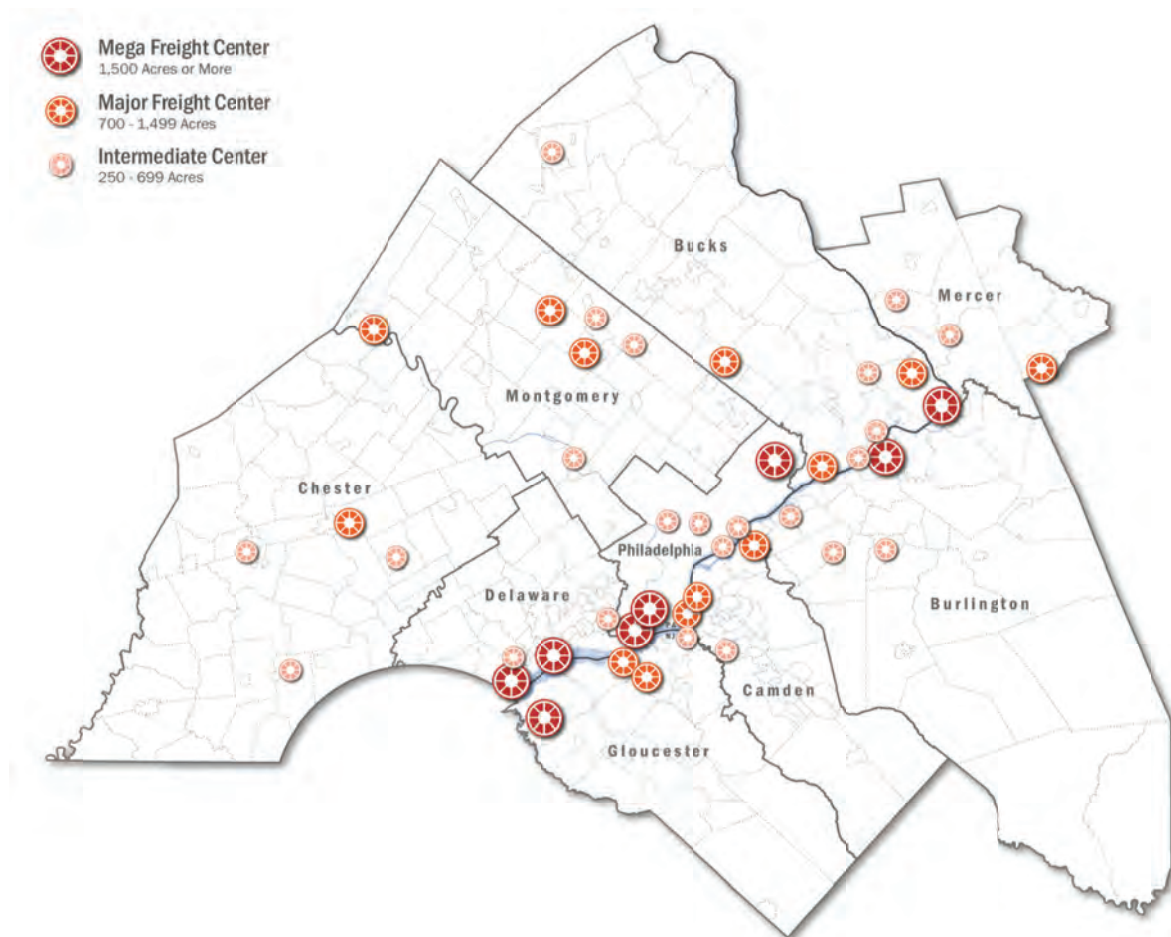 Mega Freight Center
1,500 Acres or More
Major Freight Center
700 - 1,499 Acres
Intermediate Center
250 - 699 Acres
Bucks
Mercer
Montgomery
Chester
Philadelphia
Delaware
Burlington
Camden
Gloucester